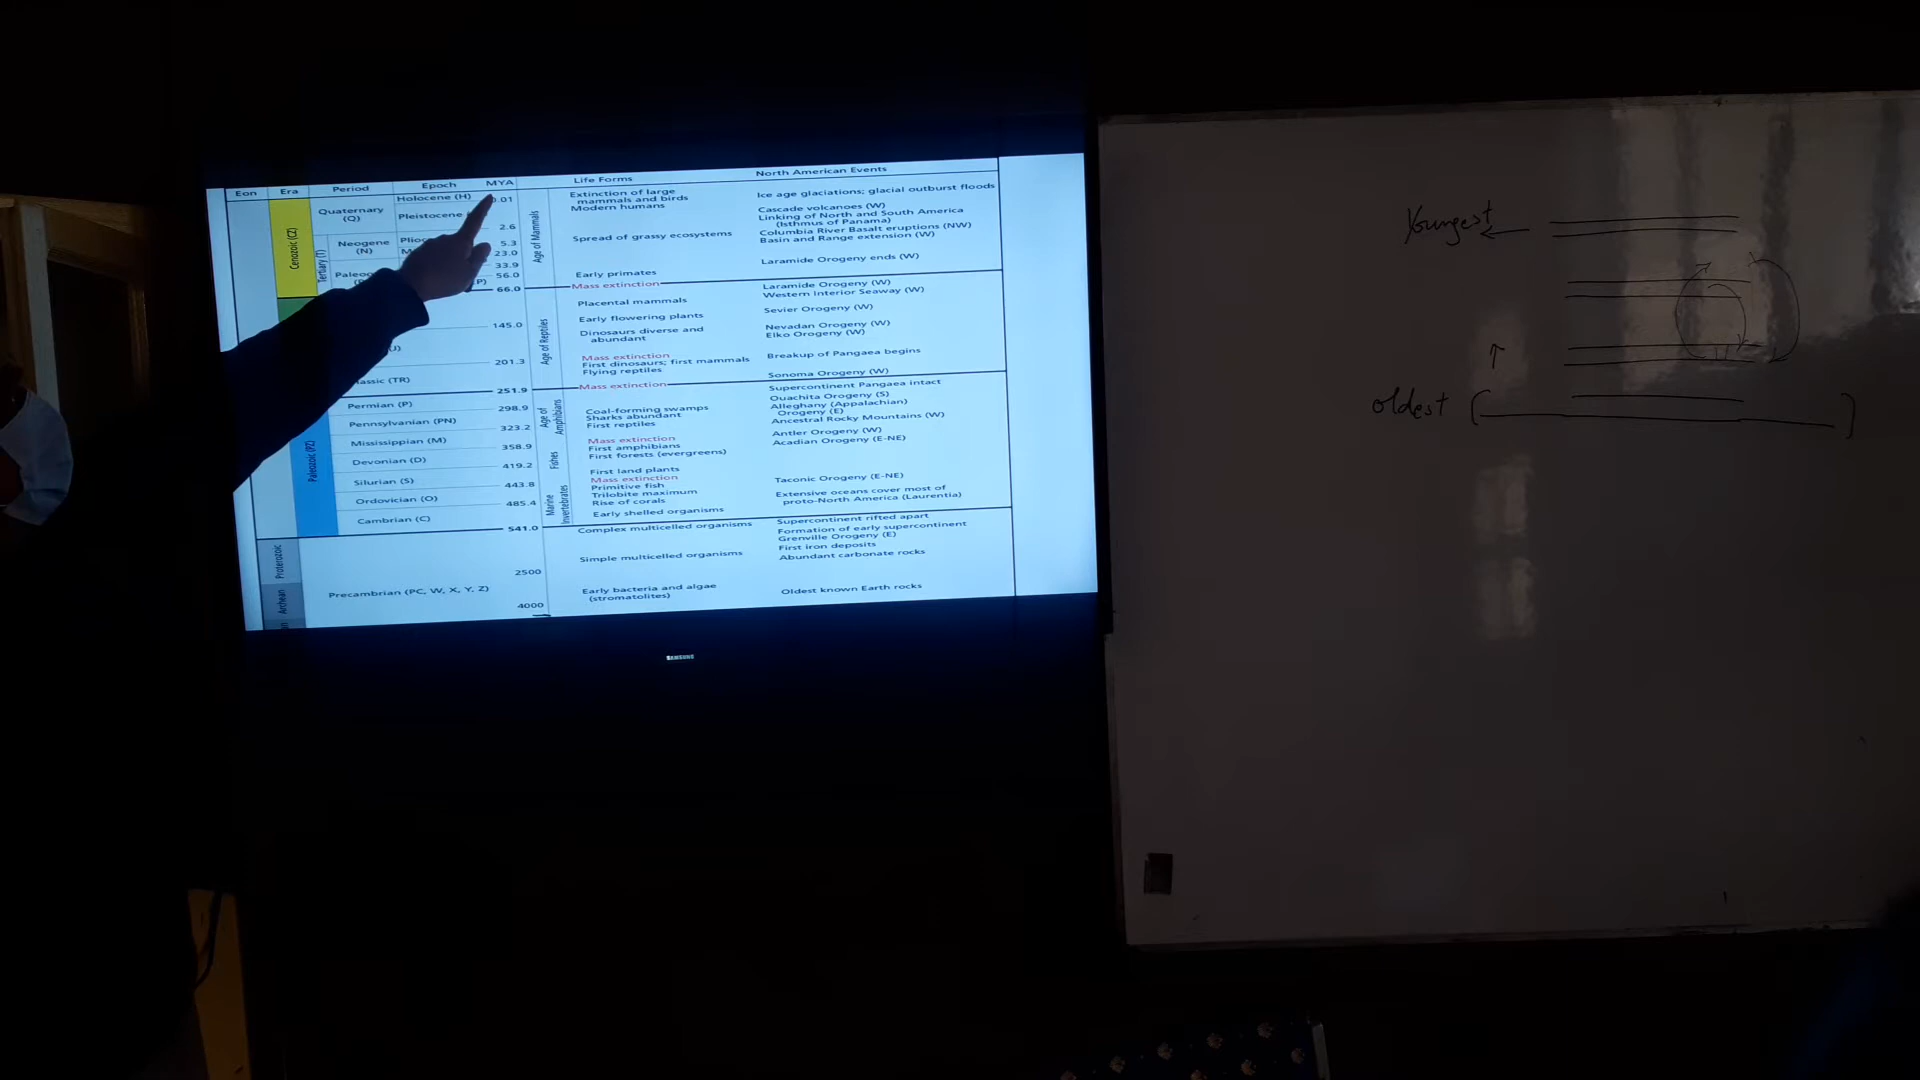 Eon Era Period Epoch MYA Life Forms North American Events
Holocene (H) 0.01
Quaternary
(Q)
Pleistocene
2.6
Neogene
(N)
5.3
23.0
33.9
56.0
P)
66.0
Tertiary (T)
Cenozoic (CZ)
145.0
201.3
(TR)
251.9
Permian (P) 298.9
Pennsylvanian (PN) 323.2
Mississippian (M) 358.9
Devonian (D) 419.2
Silurian (S) 443.8
Ordovician (O) 485.4
Cambrian (C) 541.0
Paleozoic (PZ)
Proterozoic
2500
Precambrian (PC, W, X, Y, Z)
Archean
4000
Age of Mammals
Age of Reptiles
Age of
Amphibians
Fishes
Marine
Invertebrates
Extinction of large
mammals and birds
Modern humans
Spread of grassy ecosystems
Early primates
Mass extinction
Placental mammals
Early flowering plants
Dinosaurs diverse and
abundant
Mass extinction
First dinosaurs; first mammals
Flying reptiles
Mass extinction
Coal-forming swamps
Sharks abundant
First reptiles
Mass extinction
First amphibians
First forests (evergreens)
First land plants
Mass extinction
Primitive fish
Trilobite maximum
Rise of corals
Early shelled organisms
Complex multicelled organisms
Simple multicelled organisms
Early bacteria and algae
(stromatolites)
Ice age glaciations; glacial outburst floods
Cascade volcanoes (W)
Linking of North and South America
(Isthmus of Panama)
Columbia River Basalt eruptions (NW)
Basin and Range extension (W)
Laramide Orogeny ends (W)
Laramide Orogeny (W)
Western Interior Seaway (W)
Sevier Orogeny (W)
Nevadan Orogeny (W)
Elko Orogeny (W)
Breakup of Pangaea begins
Sonoma Orogeny (W)
Supercontinent Pangaea intact
Ouachita Orogeny (S)
Alleghany (Appalachian)
Orogeny (E)
Ancestral Rocky Mountains (W)
Antler Orogeny (W)
Acadian Orogeny (E-NE)
Taconic Orogeny (E-NE)
Extensive oceans cover most of
proto-North America (Laurentia)
Supercontinent rifted apart
Formation of early supercontinent
Grenville Orogeny (E)
First iron deposits
Abundant carbonate rocks
Oldest known Earth rocks
SAMSUNG
Youngest
oldest